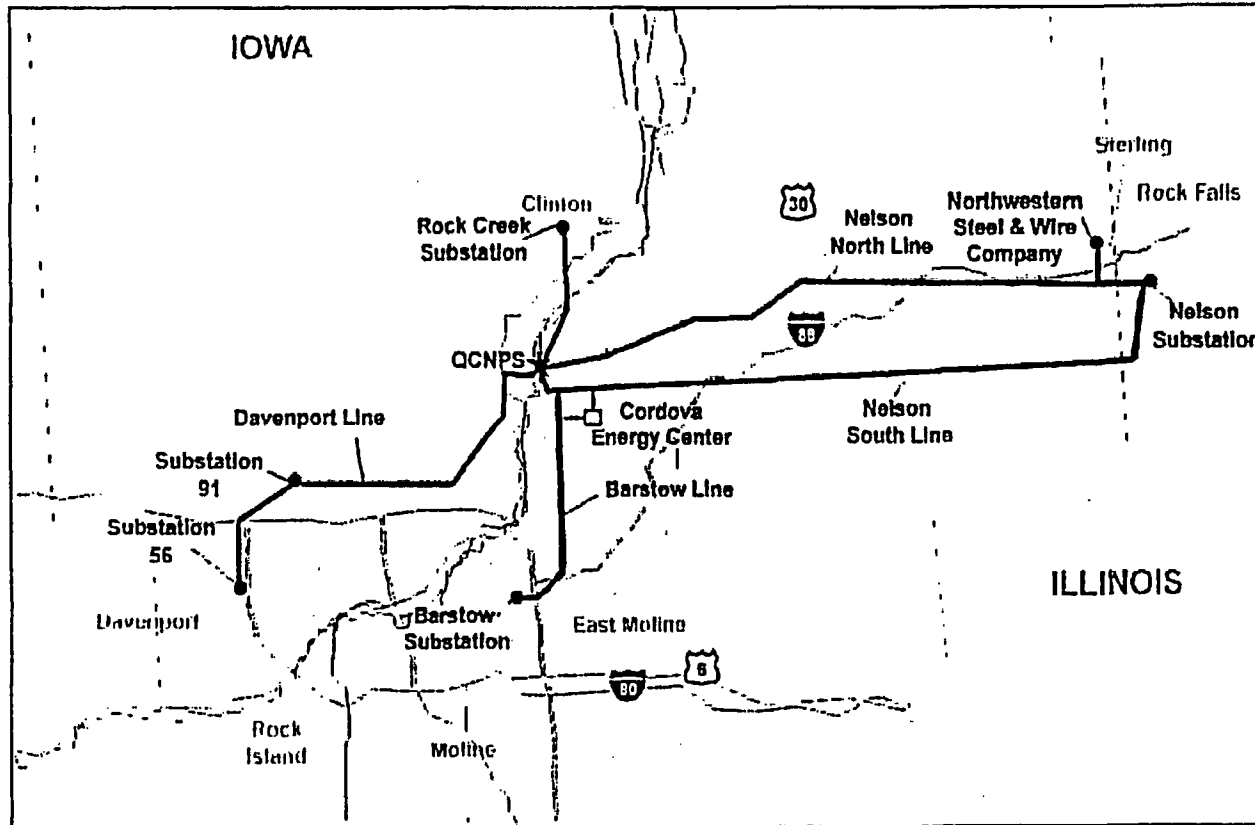 IOWA
Sterling
Rock Falls
30
Clinton
Rock Creek
Substation
Nelson
North Line
Northwestern
Steel & Wire
Company
88
Nelson
Substation
QCNPS
Cordova
Energy Center
Nelson
South Line
Davenport Line
Substation
91
Barstow Line
Substation
56
ILLINOIS
Davenport
Barstow
Substation
East Moline
6
80
Rock
Island
Moline